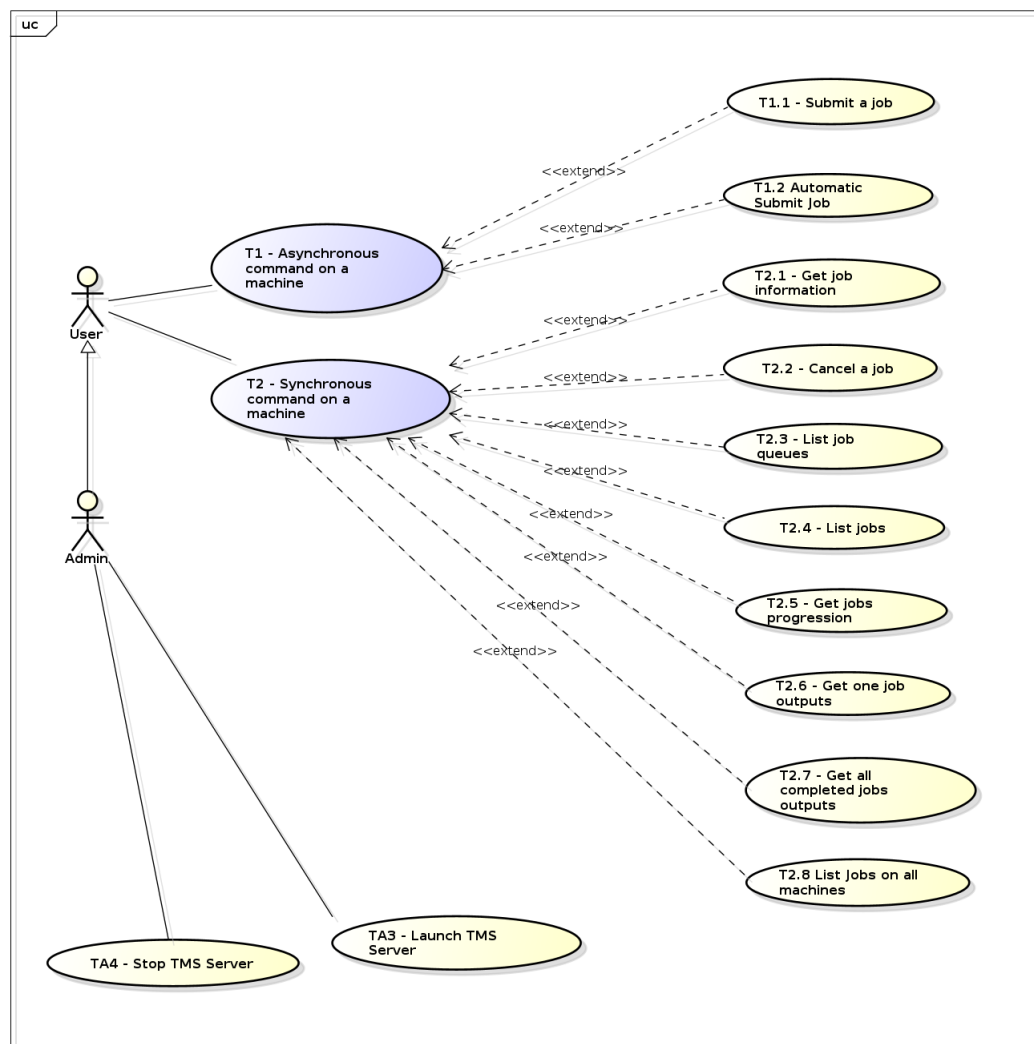 uc
T1.1 - Submit a job
<<extend>>
T1.2 Automatic
Submit Job
<<extend>>
T1 - Asynchronous
command on a
machine
T2.1 - Get job
information
<<extend>>
User
T2.2 - Cancel a job
<<extend>>
T2 - Synchronous
command on a
machine
<<extend>>
T2.3 - List job
queues
<<extend>>
T2.4 - List jobs
<<extend>>
Admin
<<extend>>
T2.5 - Get jobs
progression
<<extend>>
<<extend>>
T2.6 - Get one job
outputs
T2.7 - Get all
completed jobs
outputs
T2.8 List Jobs on all
machines
TA3 - Launch TMS
Server
TA4 - Stop TMS Server